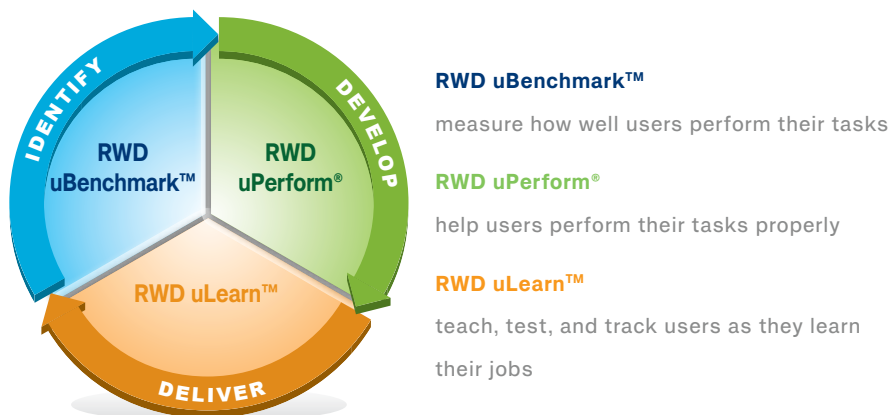 IDENTIFY
DEVELOP
DELIVER
RWD
uBenchmark™
RWD
uPerform®
RWD uLearn™
RWD uBenchmark™
measure how well users perform their tasks
RWD uPerform®
help users perform their tasks properly
RWD uLearn™
teach, test, and track users as they learn
their jobs